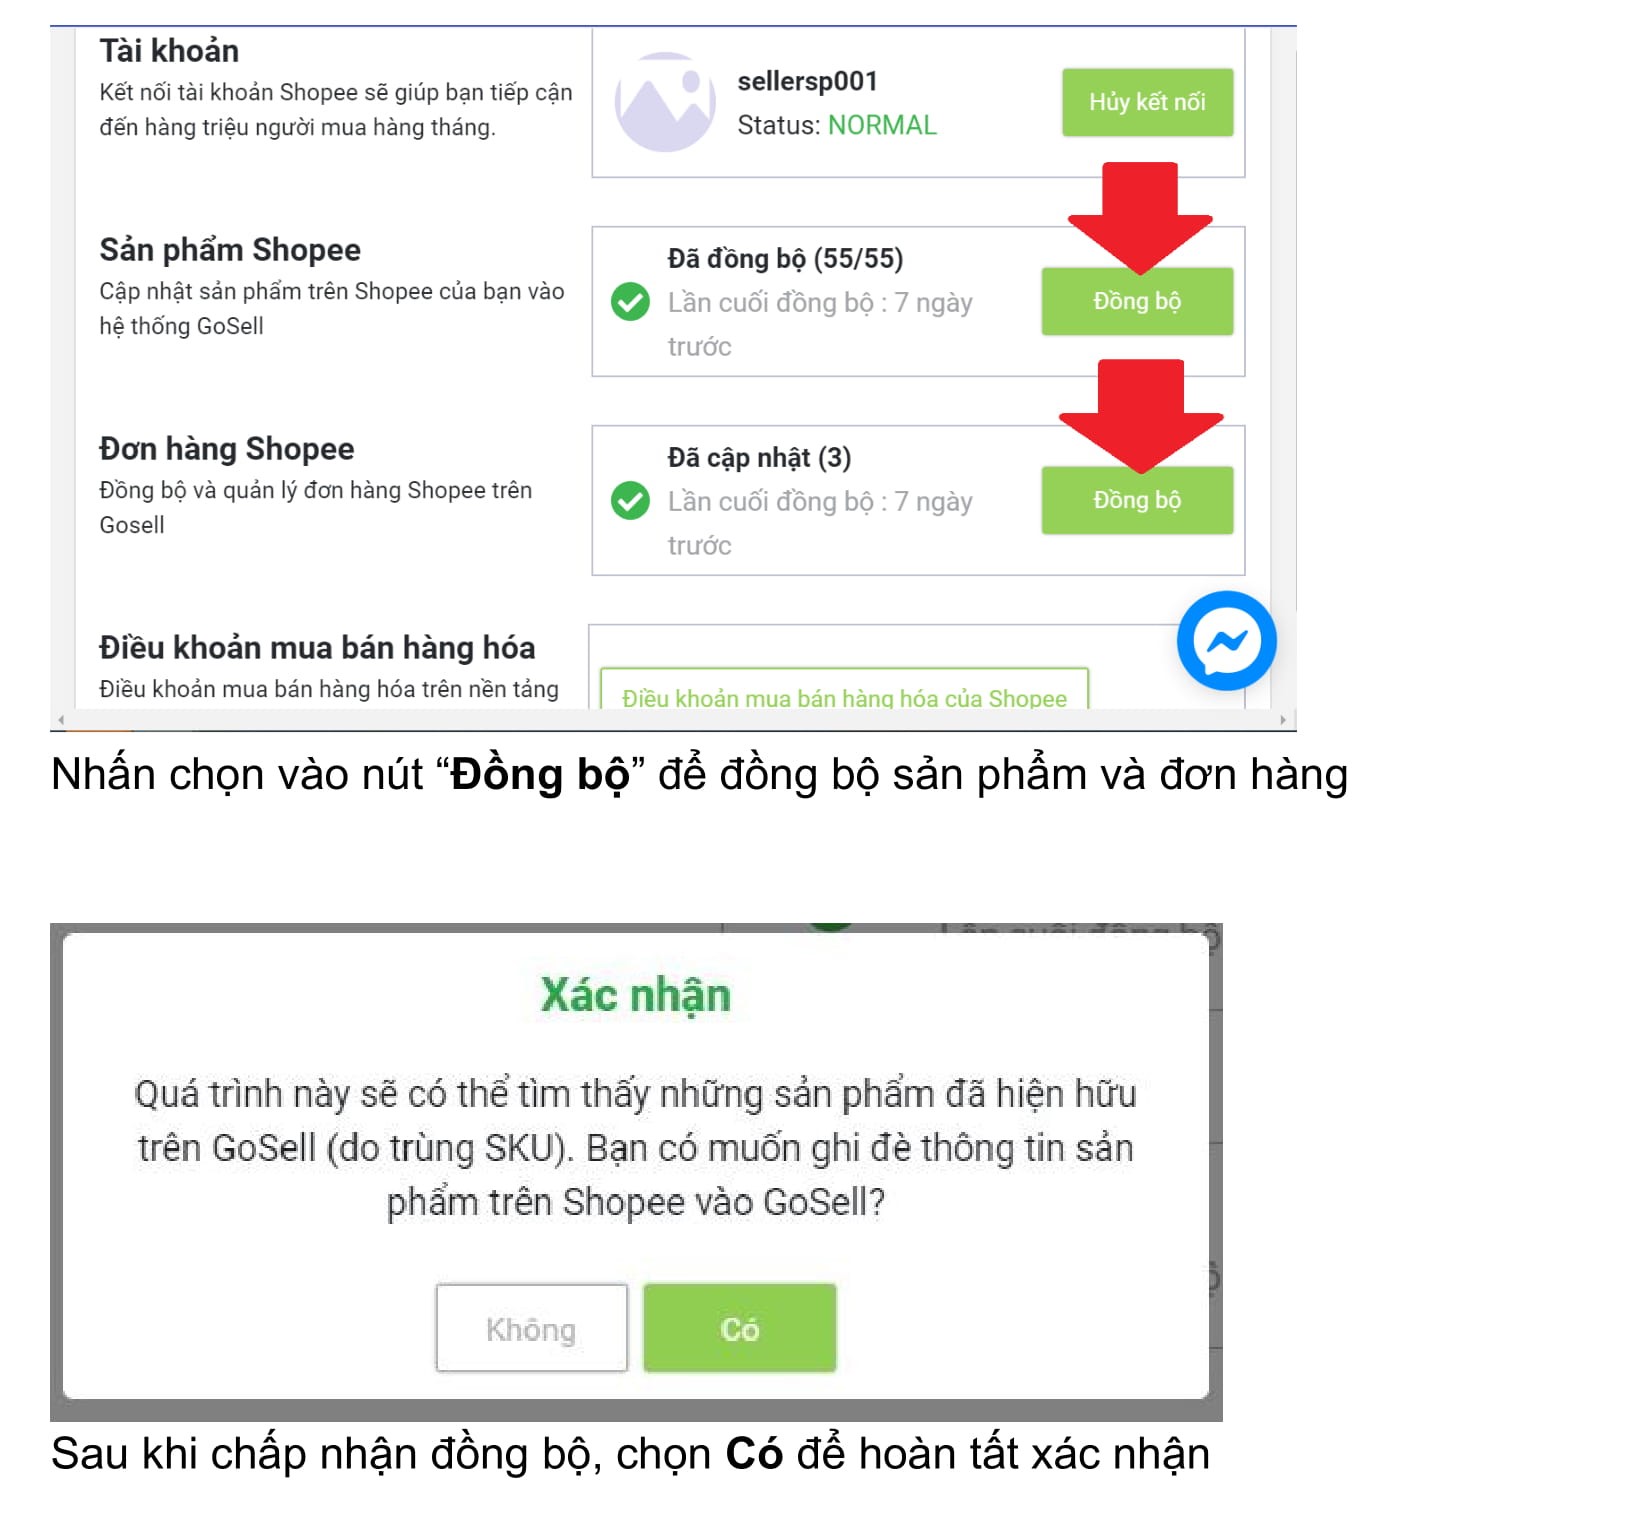 Tài khoản
Kết nối tài khoản Shopee sẽ giúp bạn tiếp cận
đến hàng triệu người mua hàng tháng.
sellersp001
Status: NORMAL
Hủy kết nối
Sản phẩm Shopee
Cập nhật sản phẩm trên Shopee của bạn vào
hệ thống GoSell
Đã đồng bộ (55/55)
Lần cuối đồng bộ : 7 ngày
trước
Đồng bộ
Đơn hàng Shopee
Đồng bộ và quản lý đơn hàng Shopee trên
Gosell
Đã cập nhật (3)
Lần cuối đồng bộ : 7 ngày
trước
Đồng bộ
Điều khoản mua bán hàng hóa
Điều khoản mua bán hàng hóa trên nền tảng
Điều khoản mua bán hàng hóa của Shopee
Nhấn chọn vào nút “Đồng bộ” để đồng bộ sản phẩm và đơn hàng
Lần cuối đồng bộ
Xác nhận
Quá trình này sẽ có thể tìm thấy những sản phẩm đã hiện hữu
trên GoSell (do trùng SKU). Bạn có muốn ghi đè thông tin sản
phẩm trên Shopee vào GoSell?
Không
Có
Sau khi chấp nhận đồng bộ, chọn Có để hoàn tất xác nhận